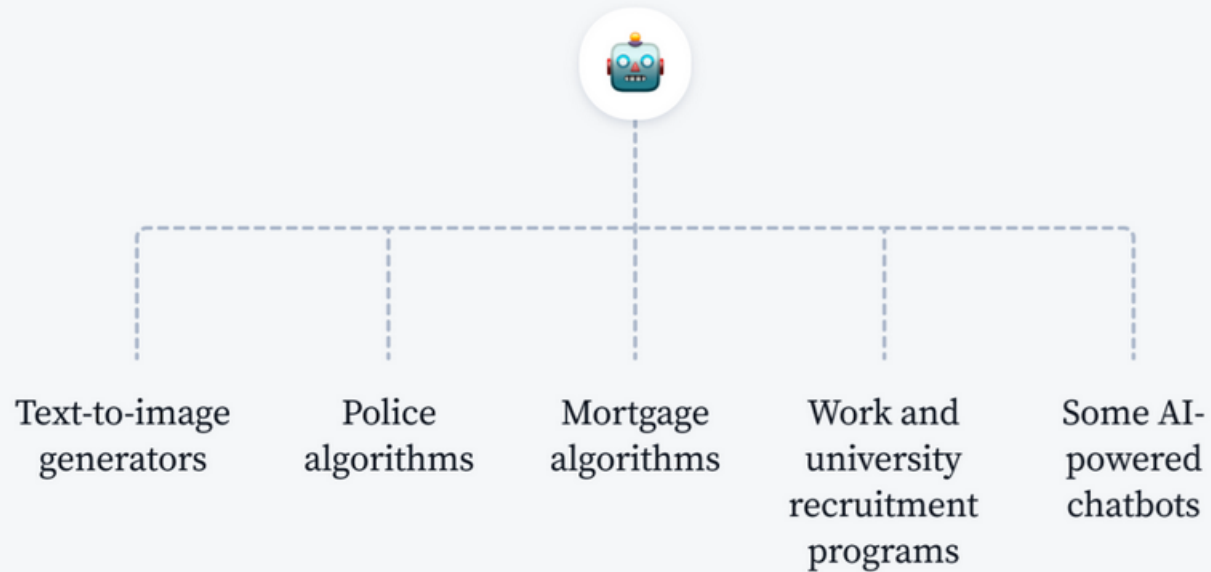 Text-to-image
generators
Police
algorithms
Mortgage
algorithms
Work and
university
recruitment
programs
Some AI-
powered
chatbots